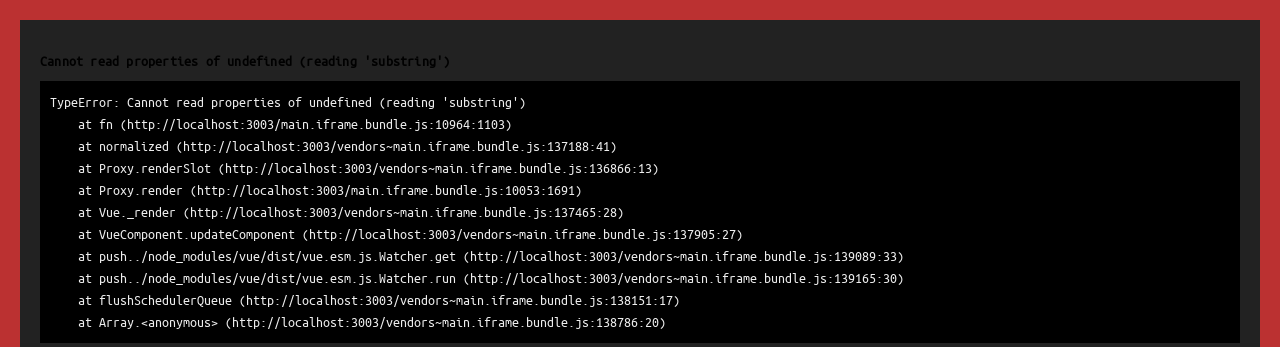 Cannot read properties of undefined (reading 'substring')
TypeError: Cannot read properties of undefined (reading 'substring')
    at fn (http://localhost:3003/main.iframe.bundle.js:10964:1103)
    at normalized (http://localhost:3003/vendors~main.iframe.bundle.js:137188:41)
    at Proxy.renderSlot (http://localhost:3003/vendors~main.iframe.bundle.js:136866:13)
    at Proxy.render (http://localhost:3003/main.iframe.bundle.js:10053:1691)
    at Vue._render (http://localhost:3003/vendors~main.iframe.bundle.js:137465:28)
    at VueComponent.updateComponent (http://localhost:3003/vendors~main.iframe.bundle.js:137905:27)
    at push../node_modules/vue/dist/vue.esm.js.Watcher.get (http://localhost:3003/vendors~main.iframe.bundle.js:139089:33)
    at push../node_modules/vue/dist/vue.esm.js.Watcher.run (http://localhost:3003/vendors~main.iframe.bundle.js:139165:30)
    at flushSchedulerQueue (http://localhost:3003/vendors~main.iframe.bundle.js:138151:17)
    at Array.<anonymous> (http://localhost:3003/vendors~main.iframe.bundle.js:138786:20)